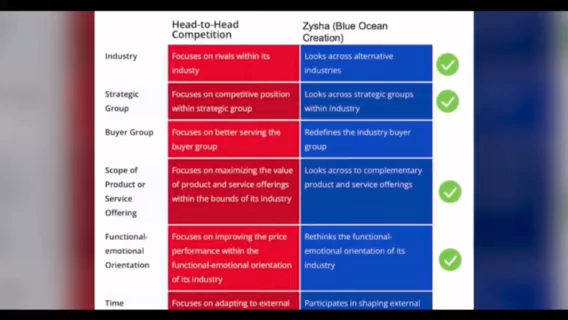 Head-to-Head
Competition
Zysha (Blue Ocean
Creation)
Industry
Focuses on rivals within its
industy
Looks across alternative
industries
Strategic
Group
Focuses on competitive position
within strategic group
Looks across strategic groups
within industry
Buyer Group
Focuses on better serving the
buyer group
Redefines the industry buyer
group
Scope of
Product or
Service
Offering
Focuses on maximizing the value
of product and service offerings
within the bounds of its industry
Looks across to complementary
product and service offerings
Functional-
emotional
Orientation
Focuses on improving the price
performance within the
functional-emotional orientation
of its industry
Rethinks the functional-
emotional orientation of its
industry
Time
Focuses on adapting to external
Participates in shaping external